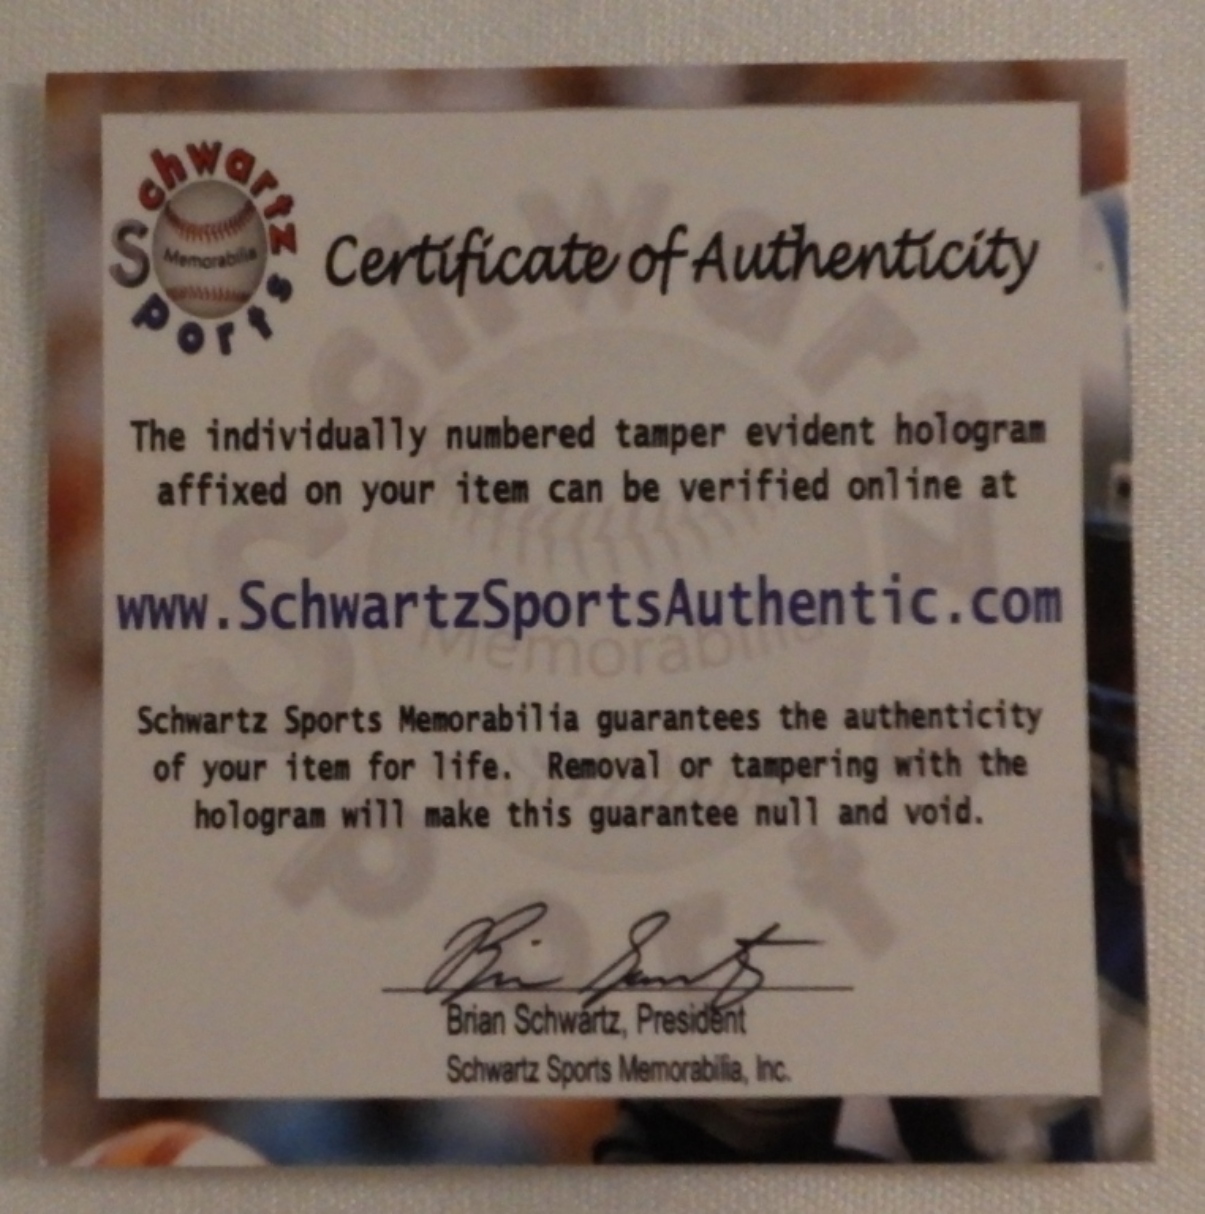 Schwartz
Sports
Memorabilia
Certificate of Authenticity
The individually numbered tamper evident hologram
affixed on your item can be verified online at
www.SchwartzSportsAuthentic.com
Schwartz Sports Memorabilia guarantees the authenticity
of your item for life. Removal or tampering with the
hologram will make this guarantee null and void.
Brian Schwartz
Brian Schwartz, President
Schwartz Sports Memorabilia, Inc.